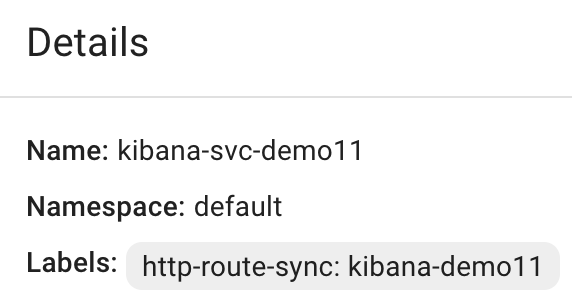 Details
Name: kibana-svc-demo11
Namespace: default
Labels: http-route-sync: kibana-demo11